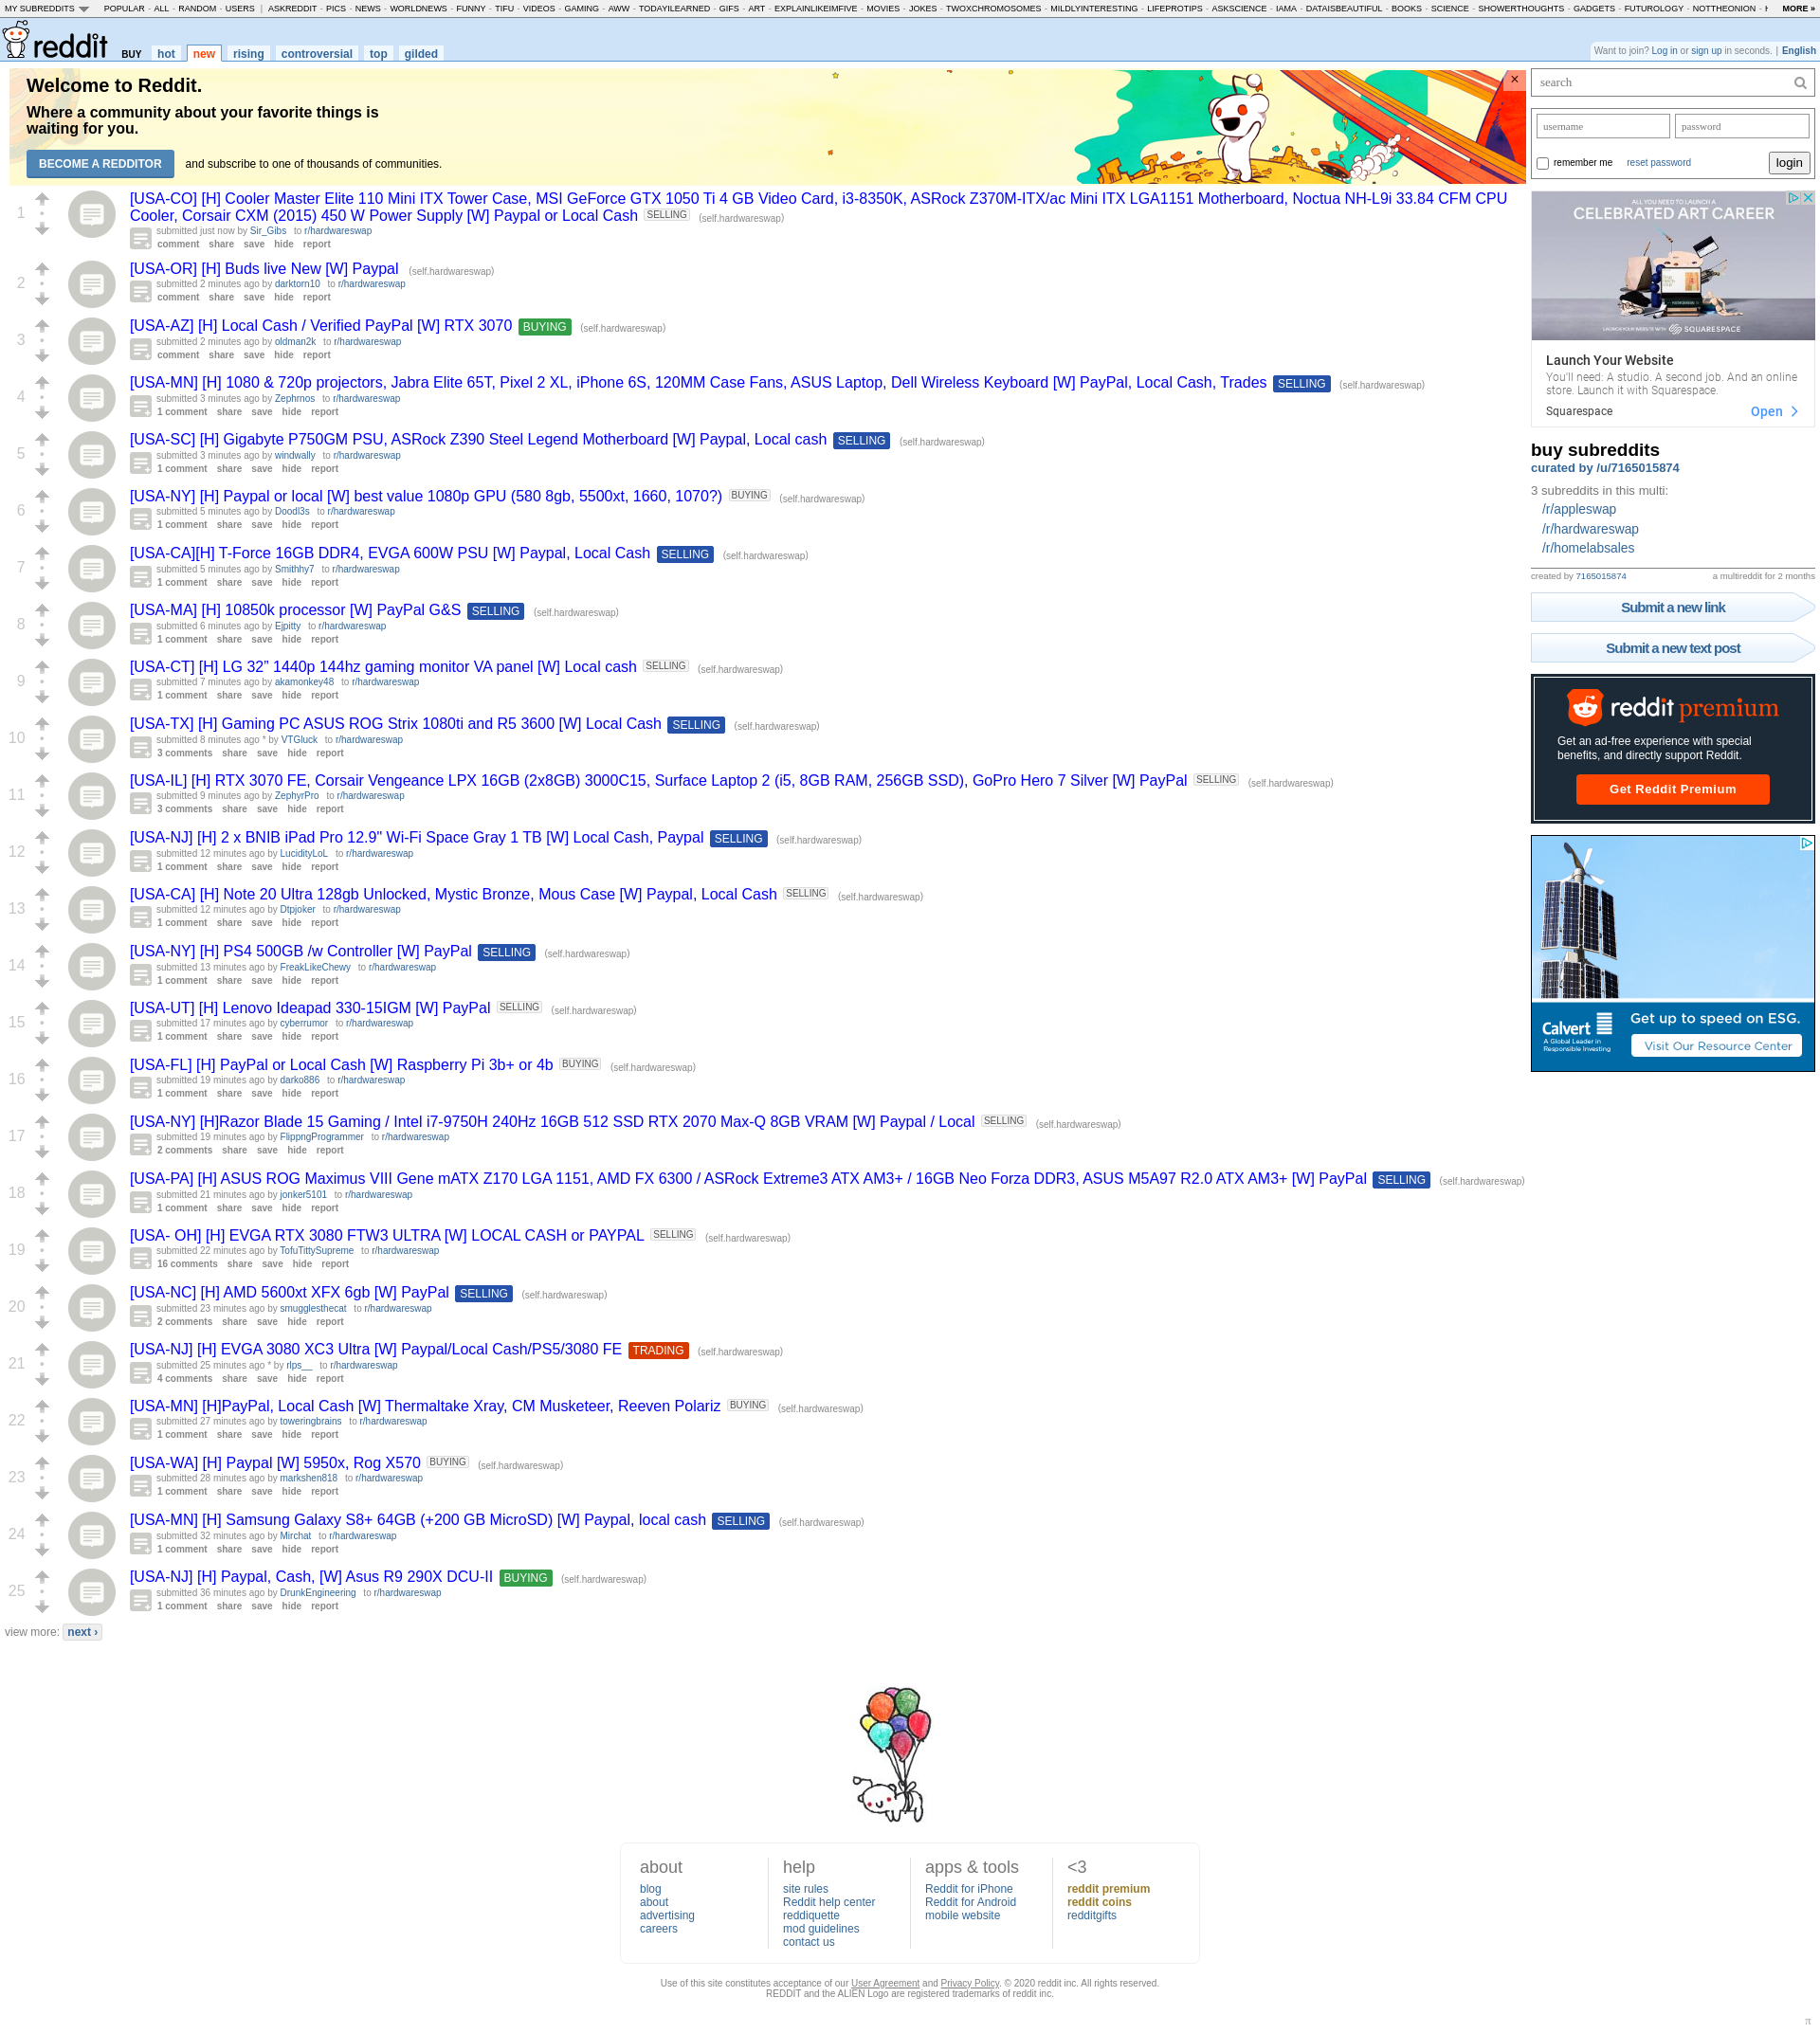 MY SUBREDDITS POPULAR - ALL - RANDOM - USERS | ASKREDDIT - PICS - NEWS - WORLDNEWS - FUNNY - TIFU - VIDEOS - GAMING - AWW - TODAYILEARNED - GIFS - ART - EXPLAINLIKEIMFIVE - MOVIES - JOKES - TWOXCHROMOSOMES - MILDLYINTERESTING - LIFEPROTIPS - ASKSCIENCE - IAMA - DATAISBEAUTIFUL - BOOKS - SCIENCE - SHOWERTHOUGHTS - GADGETS - FUTUROLOGY - NOTTHEONION - MORE »
reddit BUY hot new rising controversial top gilded
Want to join? Log in or sign up in seconds. | English
Welcome to Reddit.
Where a community about your favorite things is
waiting for you.
BECOME A REDDITOR and subscribe to one of thousands of communities.
×
1
[USA-CO] [H] Cooler Master Elite 110 Mini ITX Tower Case, MSI GeForce GTX 1050 Ti 4 GB Video Card, i3-8350K, ASRock Z370M-ITX/ac Mini ITX LGA1151 Motherboard, Noctua NH-L9i 33.84 CFM CPU
Cooler, Corsair CXM (2015) 450 W Power Supply [W] Paypal or Local Cash SELLING (self.hardwareswap)
submitted just now by Sir_Gibs to r/hardwareswap
comment share save hide report
2
[USA-OR] [H] Buds live New [W] Paypal (self.hardwareswap)
submitted 2 minutes ago by darktorn10 to r/hardwareswap
comment share save hide report
3
[USA-AZ] [H] Local Cash / Verified PayPal [W] RTX 3070 BUYING (self.hardwareswap)
submitted 2 minutes ago by oldman2k to r/hardwareswap
comment share save hide report
4
[USA-MN] [H] 1080 & 720p projectors, Jabra Elite 65T, Pixel 2 XL, iPhone 6S, 120MM Case Fans, ASUS Laptop, Dell Wireless Keyboard [W] PayPal, Local Cash, Trades SELLING (self.hardwareswap)
submitted 3 minutes ago by Zephrnos to r/hardwareswap
1 comment share save hide report
5
[USA-SC] [H] Gigabyte P750GM PSU, ASRock Z390 Steel Legend Motherboard [W] Paypal, Local cash SELLING (self.hardwareswap)
submitted 3 minutes ago by windwally to r/hardwareswap
1 comment share save hide report
6
[USA-NY] [H] Paypal or local [W] best value 1080p GPU (580 8gb, 5500xt, 1660, 1070?) BUYING (self.hardwareswap)
submitted 5 minutes ago by Doodl3s to r/hardwareswap
1 comment share save hide report
7
[USA-CA][H] T-Force 16GB DDR4, EVGA 600W PSU [W] Paypal, Local Cash SELLING (self.hardwareswap)
submitted 5 minutes ago by Smithhy7 to r/hardwareswap
1 comment share save hide report
8
[USA-MA] [H] 10850k processor [W] PayPal G&S SELLING (self.hardwareswap)
submitted 6 minutes ago by Ejpitty to r/hardwareswap
1 comment share save hide report
9
[USA-CT] [H] LG 32” 1440p 144hz gaming monitor VA panel [W] Local cash SELLING (self.hardwareswap)
submitted 7 minutes ago by akamonkey48 to r/hardwareswap
1 comment share save hide report
10
[USA-TX] [H] Gaming PC ASUS ROG Strix 1080ti and R5 3600 [W] Local Cash SELLING (self.hardwareswap)
submitted 8 minutes ago * by VTGluck to r/hardwareswap
3 comments share save hide report
11
[USA-IL] [H] RTX 3070 FE, Corsair Vengeance LPX 16GB (2x8GB) 3000C15, Surface Laptop 2 (i5, 8GB RAM, 256GB SSD), GoPro Hero 7 Silver [W] PayPal SELLING (self.hardwareswap)
submitted 9 minutes ago by ZephyrPro to r/hardwareswap
3 comments share save hide report
12
[USA-NJ] [H] 2 x BNIB iPad Pro 12.9" Wi-Fi Space Gray 1 TB [W] Local Cash, Paypal SELLING (self.hardwareswap)
submitted 12 minutes ago by LucidityLoL to r/hardwareswap
1 comment share save hide report
13
[USA-CA] [H] Note 20 Ultra 128gb Unlocked, Mystic Bronze, Mous Case [W] Paypal, Local Cash SELLING (self.hardwareswap)
submitted 12 minutes ago by Dtpjoker to r/hardwareswap
1 comment share save hide report
14
[USA-NY] [H] PS4 500GB /w Controller [W] PayPal SELLING (self.hardwareswap)
submitted 13 minutes ago by FreakLikeChewy to r/hardwareswap
1 comment share save hide report
15
[USA-UT] [H] Lenovo Ideapad 330-15IGM [W] PayPal SELLING (self.hardwareswap)
submitted 17 minutes ago by cyberrumor to r/hardwareswap
1 comment share save hide report
16
[USA-FL] [H] PayPal or Local Cash [W] Raspberry Pi 3b+ or 4b BUYING (self.hardwareswap)
submitted 19 minutes ago by darko886 to r/hardwareswap
1 comment share save hide report
17
[USA-NY] [H]Razor Blade 15 Gaming / Intel i7-9750H 240Hz 16GB 512 SSD RTX 2070 Max-Q 8GB VRAM [W] Paypal / Local SELLING (self.hardwareswap)
submitted 19 minutes ago by FlippngProgrammer to r/hardwareswap
2 comments share save hide report
18
[USA-PA] [H] ASUS ROG Maximus VIII Gene mATX Z170 LGA 1151, AMD FX 6300 / ASRock Extreme3 ATX AM3+ / 16GB Neo Forza DDR3, ASUS M5A97 R2.0 ATX AM3+ [W] PayPal SELLING (self.hardwareswap)
submitted 21 minutes ago by jonker5101 to r/hardwareswap
1 comment share save hide report
19
[USA- OH] [H] EVGA RTX 3080 FTW3 ULTRA [W] LOCAL CASH or PAYPAL SELLING (self.hardwareswap)
submitted 22 minutes ago by TofuTittySupreme to r/hardwareswap
16 comments share save hide report
20
[USA-NC] [H] AMD 5600xt XFX 6gb [W] PayPal SELLING (self.hardwareswap)
submitted 23 minutes ago by smugglesthecat to r/hardwareswap
2 comments share save hide report
21
[USA-NJ] [H] EVGA 3080 XC3 Ultra [W] Paypal/Local Cash/PS5/3080 FE TRADING (self.hardwareswap)
submitted 25 minutes ago * by rlps__ to r/hardwareswap
4 comments share save hide report
22
[USA-MN] [H]PayPal, Local Cash [W] Thermaltake Xray, CM Musketeer, Reeven Polariz BUYING (self.hardwareswap)
submitted 27 minutes ago by toweringbrains to r/hardwareswap
1 comment share save hide report
23
[USA-WA] [H] Paypal [W] 5950x, Rog X570 BUYING (self.hardwareswap)
submitted 28 minutes ago by markshen818 to r/hardwareswap
1 comment share save hide report
24
[USA-MN] [H] Samsung Galaxy S8+ 64GB (+200 GB MicroSD) [W] Paypal, local cash SELLING (self.hardwareswap)
submitted 32 minutes ago by Mirchat to r/hardwareswap
1 comment share save hide report
25
[USA-NJ] [H] Paypal, Cash, [W] Asus R9 290X DCU-II BUYING (self.hardwareswap)
submitted 36 minutes ago by DrunkEngineering to r/hardwareswap
1 comment share save hide report
view more: next ›
search
username password
remember me reset password login
ALL YOU NEED TO LAUNCH A
CELEBRATED ART CAREER
LAUNCH YOUR WEBSITE WITH SQUARESPACE
Launch Your Website
You'll need: A studio. A second job. And an online
store. Launch it with Squarespace.
Squarespace Open
buy subreddits
curated by /u/7165015874
3 subreddits in this multi:
/r/appleswap
/r/hardwareswap
/r/homelabsales
created by 7165015874 a multireddit for 2 months
Submit a new link
Submit a new text post
reddit premium
Get an ad-free experience with special
benefits, and directly support Reddit.
Get Reddit Premium
Calvert
A Global Leader in
Responsible Investing
Get up to speed on ESG.
Visit Our Resource Center
about
blog
about
advertising
careers
help
site rules
Reddit help center
reddiquette
mod guidelines
contact us
apps & tools
Reddit for iPhone
Reddit for Android
mobile website
<3
reddit premium
reddit coins
redditgifts
Use of this site constitutes acceptance of our User Agreement and Privacy Policy. © 2020 reddit inc. All rights reserved.
REDDIT and the ALIEN Logo are registered trademarks of reddit inc.
π